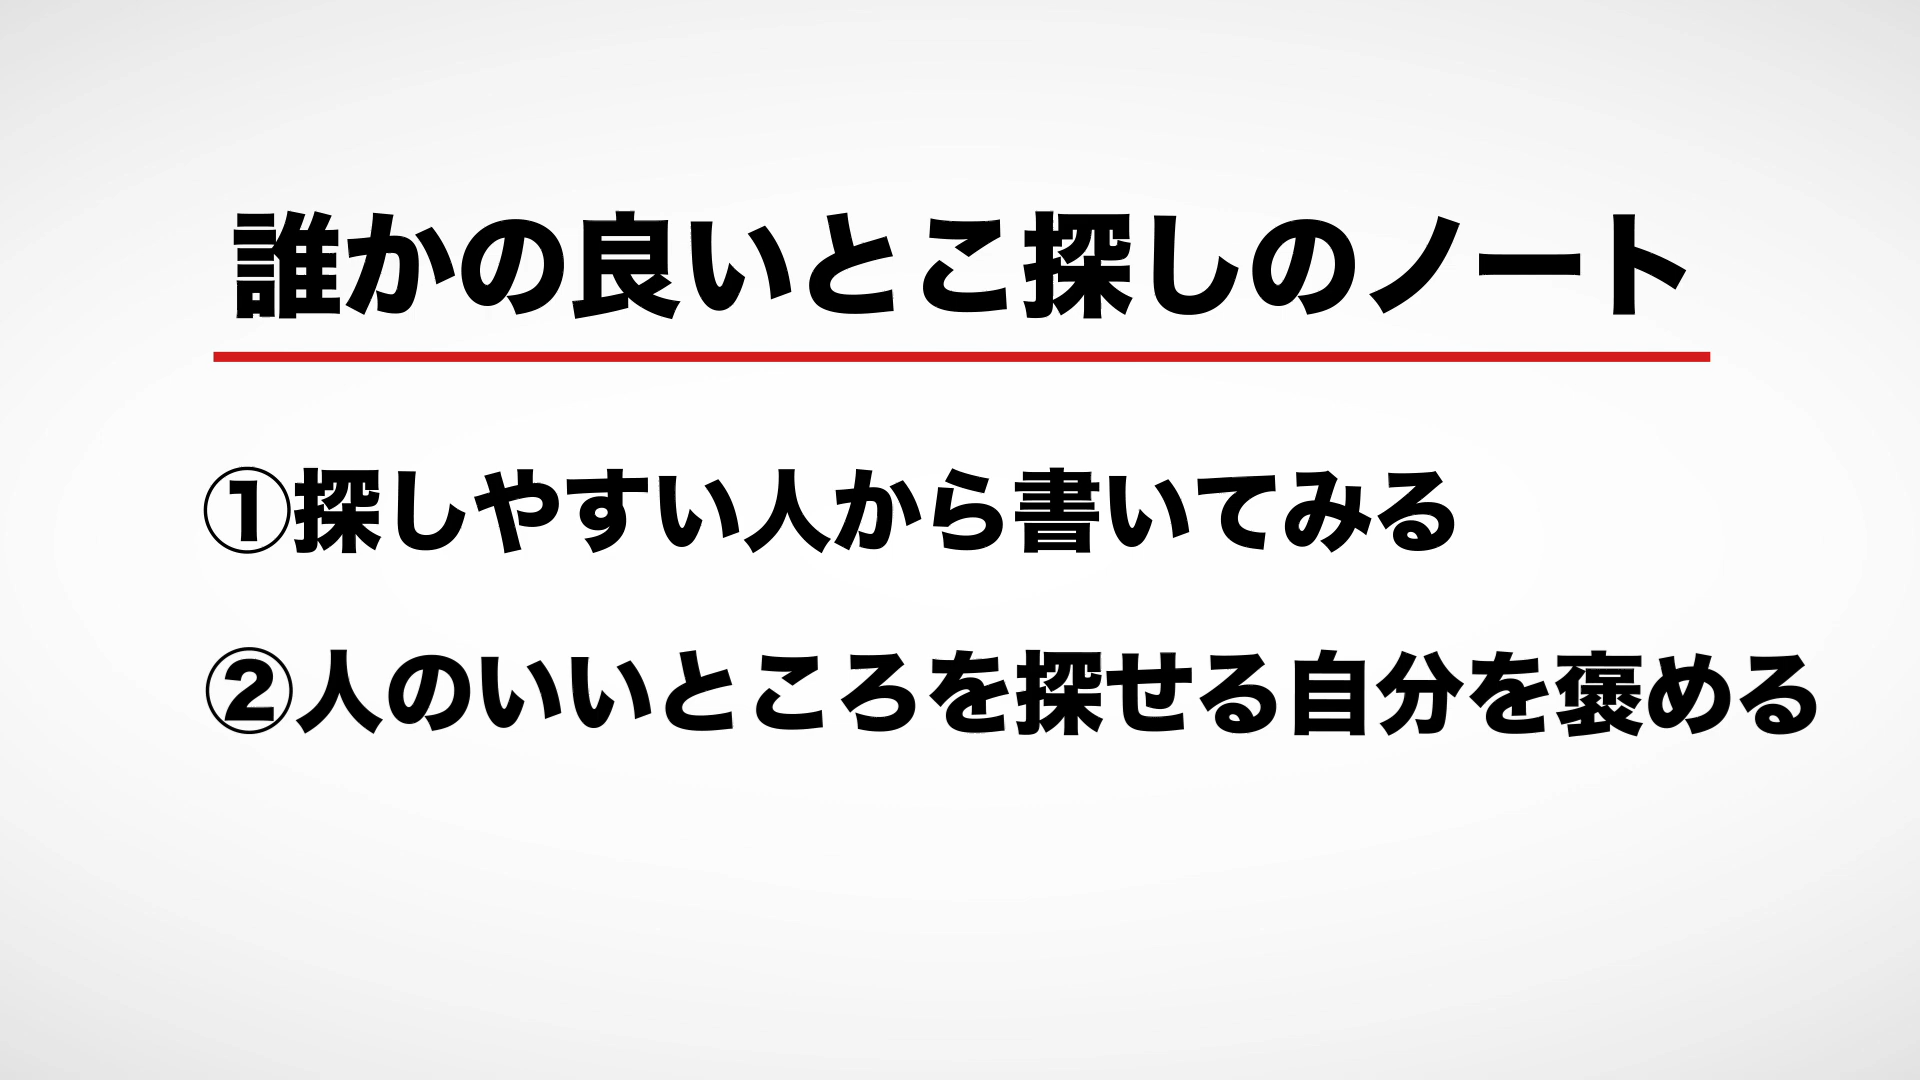 誰かの良いとこ探しのノート
①探しやすい人から書いてみる
②人のいいところを探せる自分を褒める